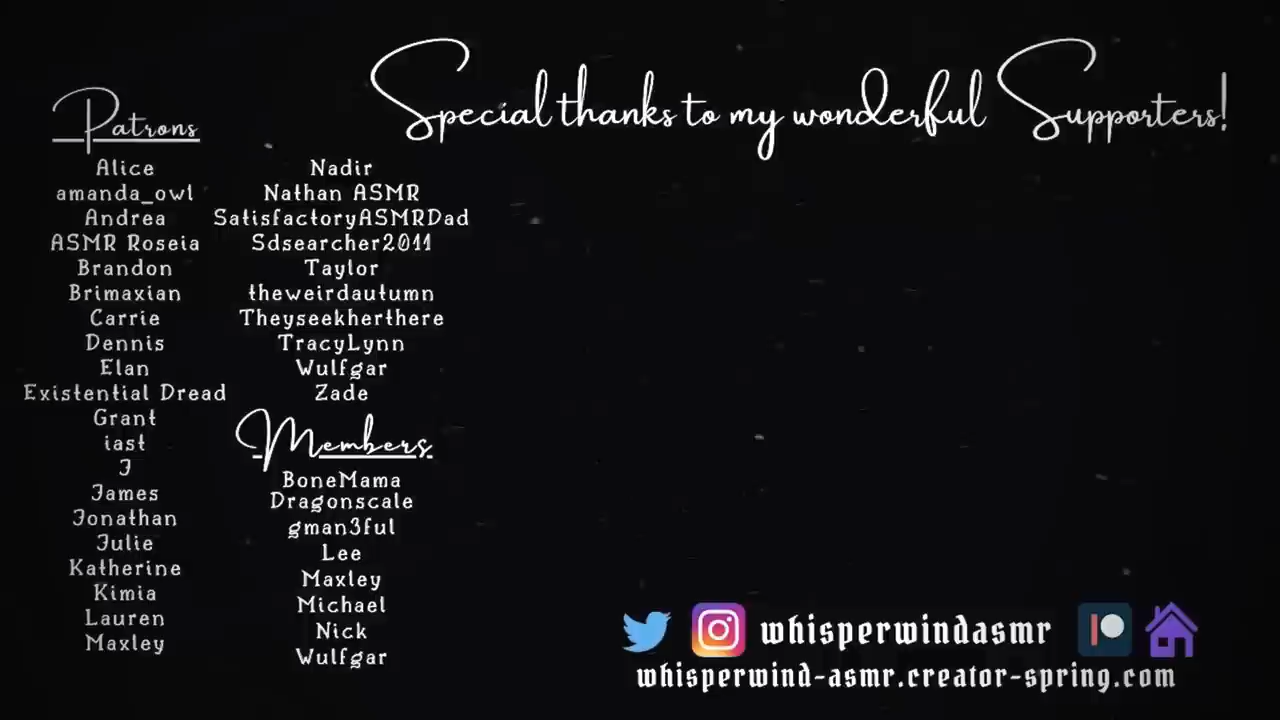 Special thanks to my wonderful Supporters!
Patrons
Alice
amanda_owl
Andrea
ASMR Roseia
Brandon
Brimaxian
Carrie
Dennis
Elan
Existential Dread
Grant
iast
J
James
Jonathan
Julie
Katherine
Kimia
Lauren
Maxley
Nadir
Nathan ASMR
SatisfactoryASMRDad
Sdsearcher2011
Taylor
theweirdautumn
Theyseekherthere
TracyLynn
Wulfgar
Zade
Members
BoneMama
Dragonscale
gman3ful
Lee
Maxley
Michael
Nick
Wulfgar
whisperwindasmr
whisperwind-asmr.creator-spring.com